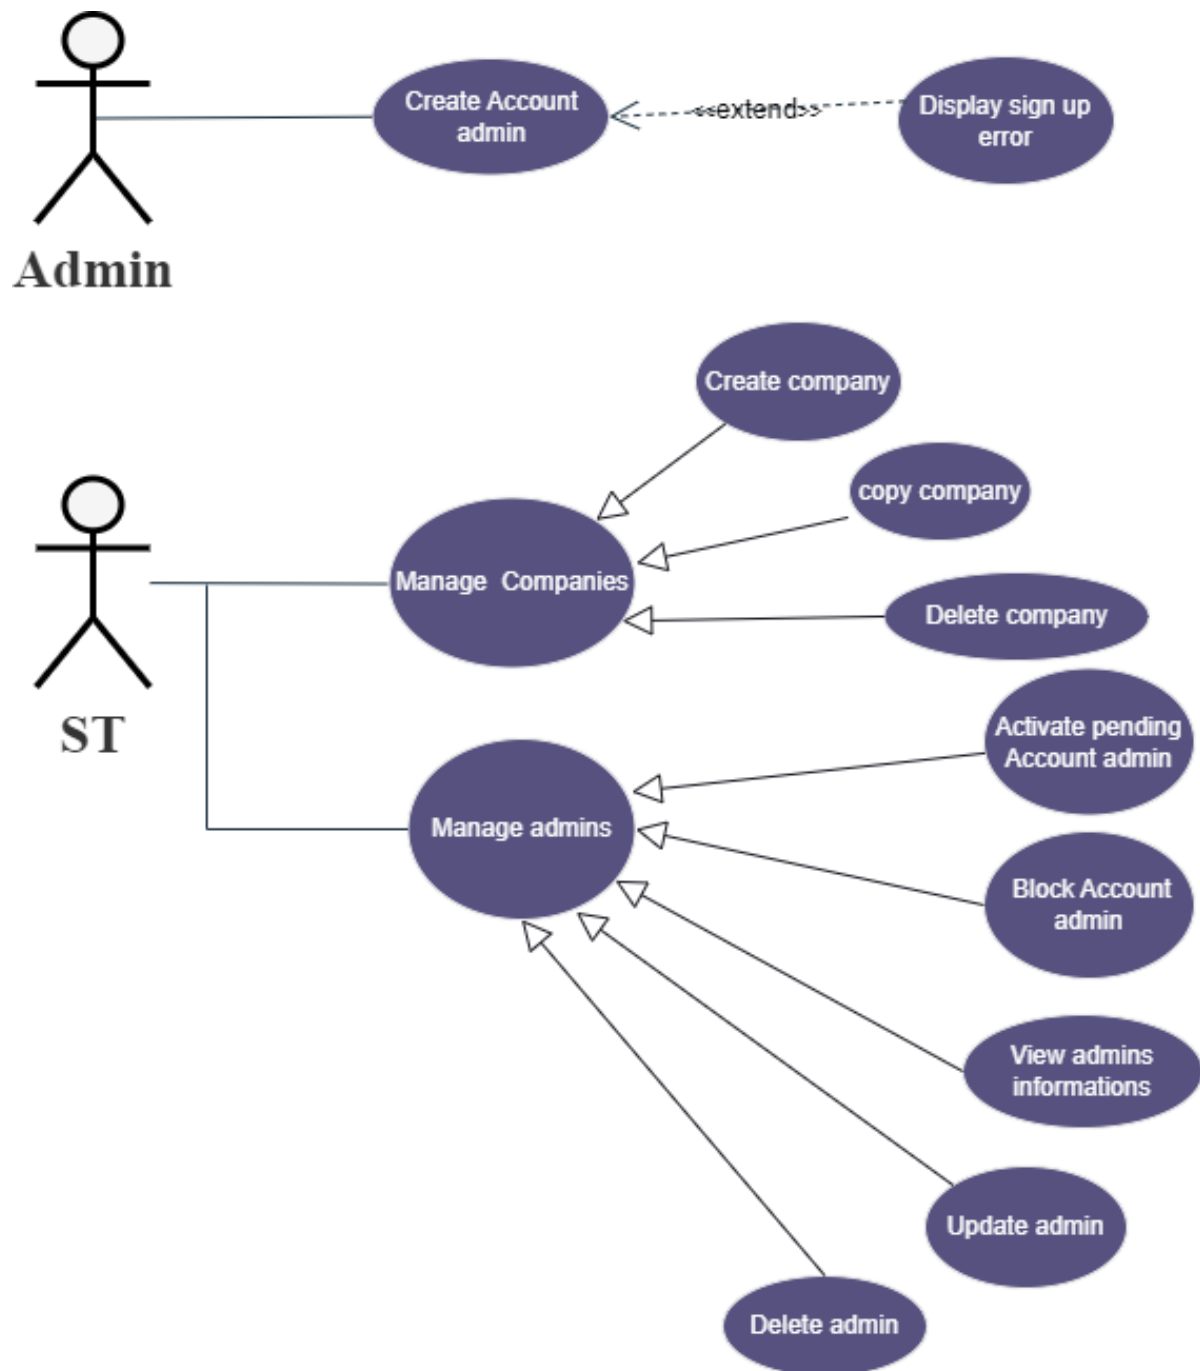 Create Account
admin
<<extend>>
Display sign up
error
Admin
Create company
copy company
Manage  Companies
Delete company
ST
Activate pending
Account admin
Manage admins
Block Account
admin
View admins
informations
Update admin
Delete admin